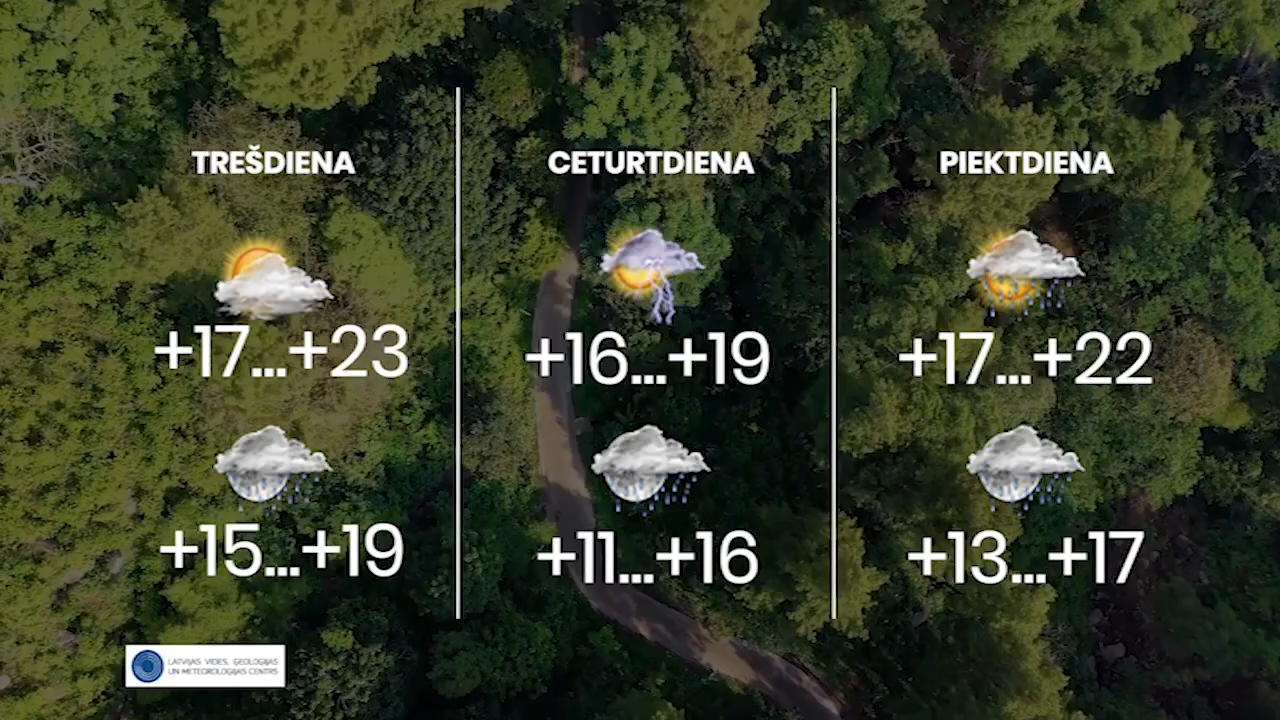 TREŠDIENA
+17...+23
+15...+19
CETURTDIENA
+16...+19
+11...+16
PIEKTDIENA
+17...+22
+13...+17
LATVIJAS VIDES, ĢEOLOĢIJAS
UN METEOROLOĢIJAS CENTRS